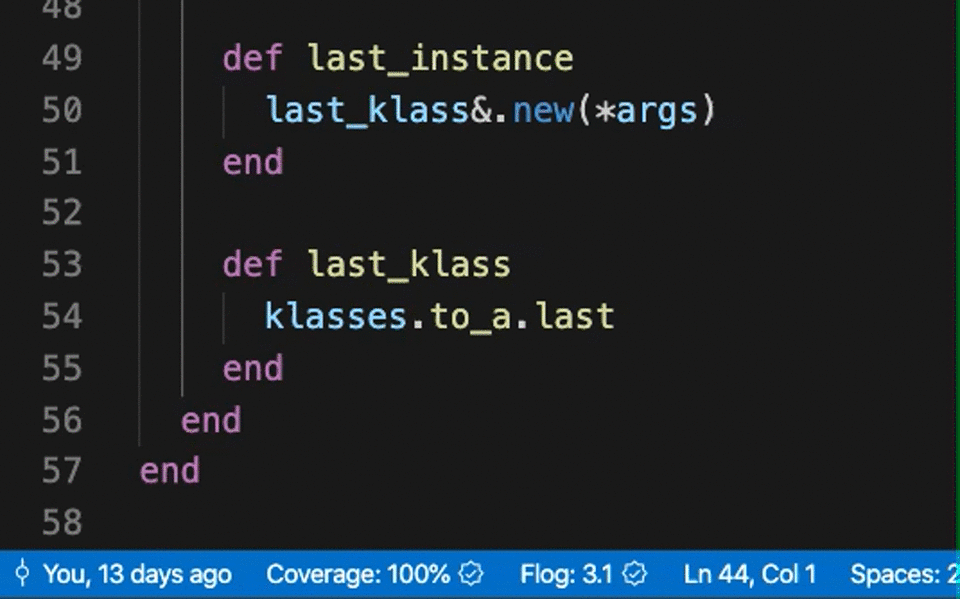 48
49 def last_instance
50 last_klass&.new(*args)
51 end
52
53 def last_klass
54 klasses.to_a.last
55 end
56 end
57 end
58
You, 13 days ago Coverage: 100% Flog: 3.1 Ln 44, Col 1 Spaces: 2